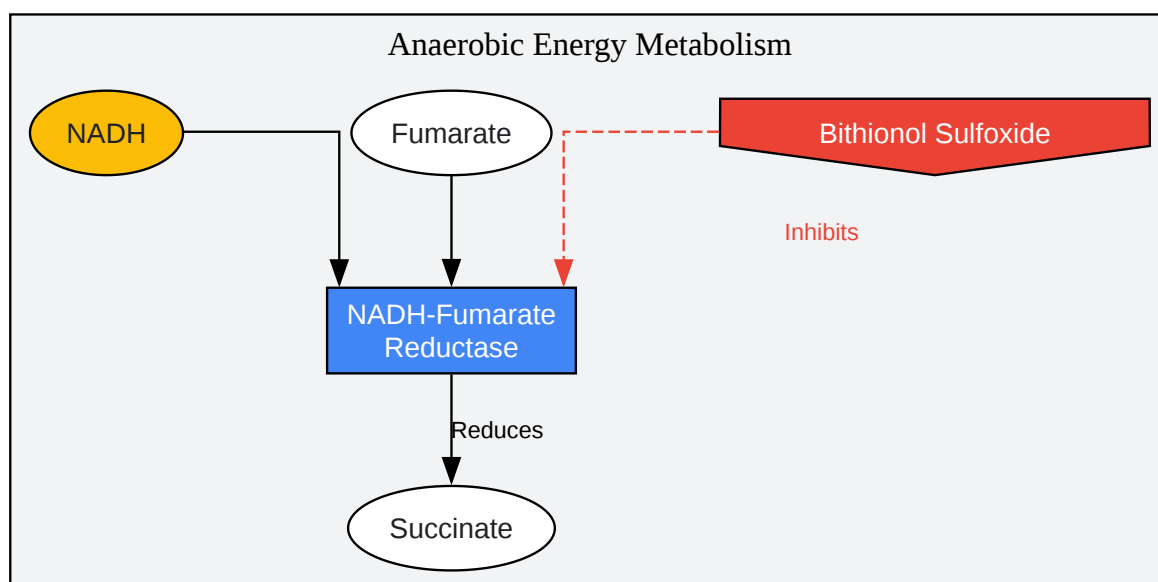 Anaerobic Energy Metabolism
NADH
Fumarate
Bithionol Sulfoxide
Inhibits
NADH-Fumarate
Reductase
Reduces
Succinate